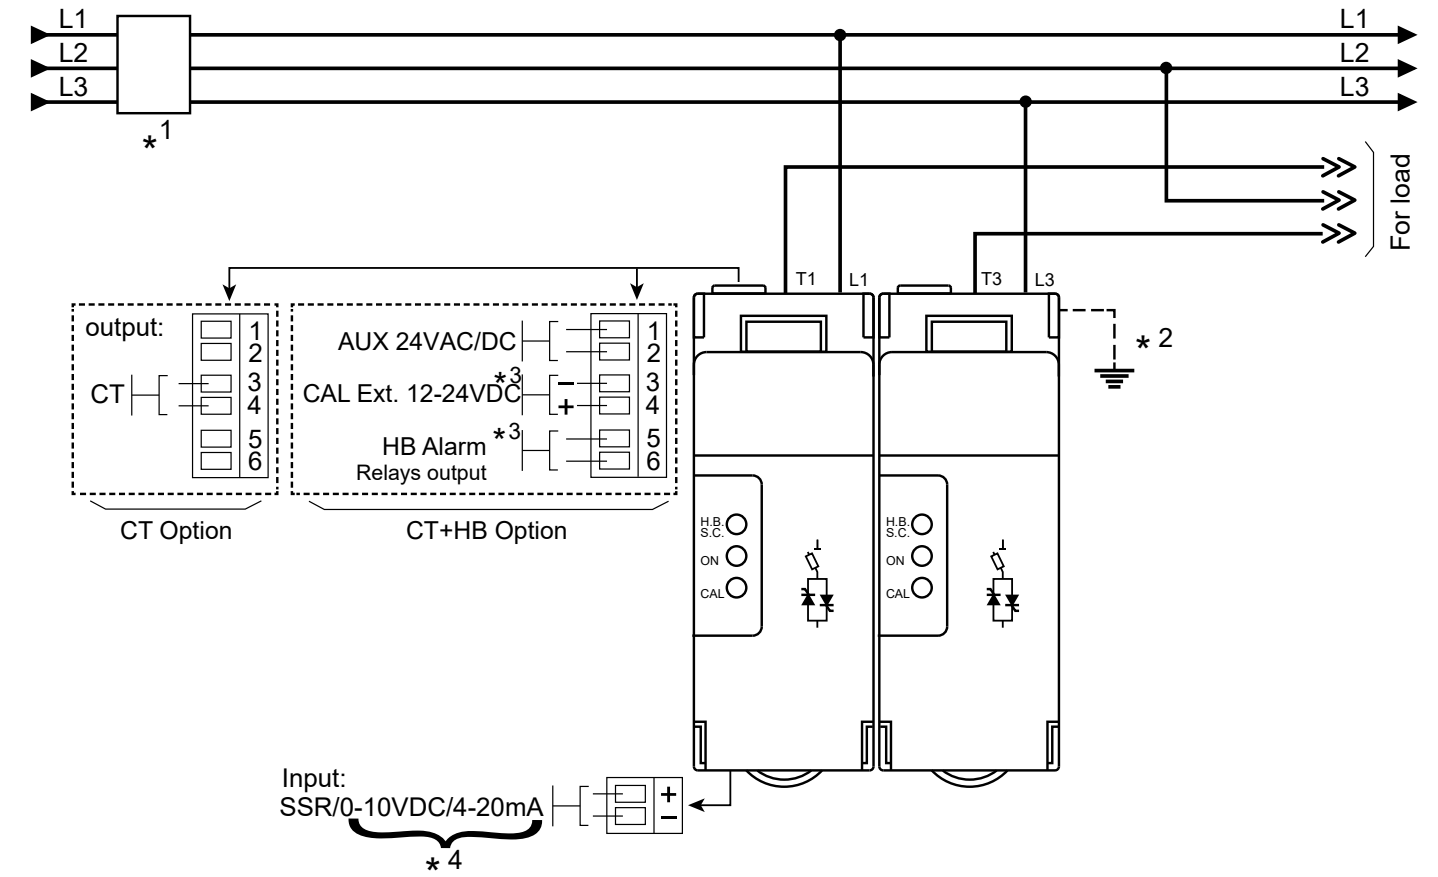 L1
L1
L2
L2
L3
L3
*1
For load
T1
L1
T3
L3
output:
1
2
CT
3
4
5
6
AUX 24VAC/DC
1
2
*3
CAL Ext. 12-24VDC
−
+
3
4
*3
HB Alarm
Relays output
5
6
*2
CT Option
CT+HB Option
H.B.
S.C.
ON
CAL
H.B.
S.C.
ON
CAL
Input:
SSR/0-10VDC/4-20mA
+
−
*4